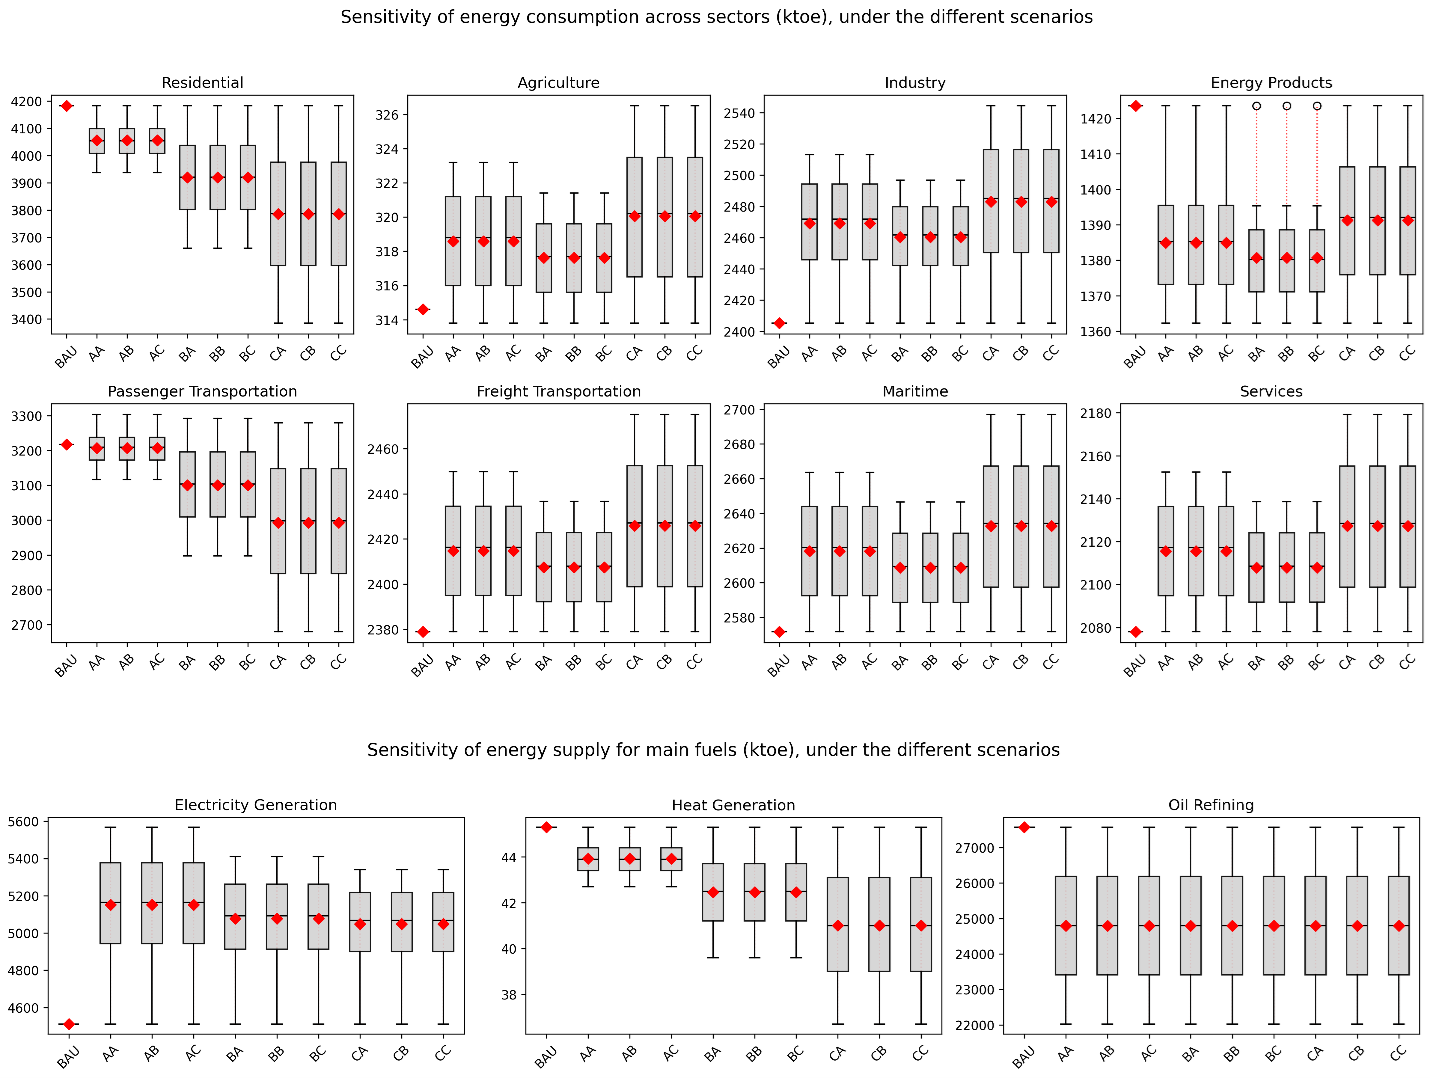 Sensitivity of energy consumption across sectors (ktoe), under the different scenarios
Residential Agriculture Industry Energy Products
4200 4100 4000 3900 3800 3700 3600 3500 3400
BAU AA AB AC BA BB BC CA CB CC
326 324 322 320 318 316 314
BAU AA AB AC BA BB BC CA CB CC
2540 2520 2500 2480 2460 2440 2420 2400
BAU AA AB AC BA BB BC CA CB CC
1420 1410 1400 1390 1380 1370 1360
BAU AA AB AC BA BB BC CA CB CC
Passenger Transportation Freight Transportation Maritime Services
3300 3200 3100 3000 2900 2800 2700
BAU AA AB AC BA BB BC CA CB CC
2460 2440 2420 2400 2380
BAU AA AB AC BA BB BC CA CB CC
2700 2680 2660 2640 2620 2600 2580
BAU AA AB AC BA BB BC CA CB CC
2180 2160 2140 2120 2100 2080
BAU AA AB AC BA BB BC CA CB CC
Sensitivity of energy supply for main fuels (ktoe), under the different scenarios
Electricity Generation Heat Generation Oil Refining
5600 5400 5200 5000 4800 4600
BAU AA AB AC BA BB BC CA CB CC
44 42 40 38
BAU AA AB AC BA BB BC CA CB CC
27000 26000 25000 24000 23000 22000
BAU AA AB AC BA BB BC CA CB CC